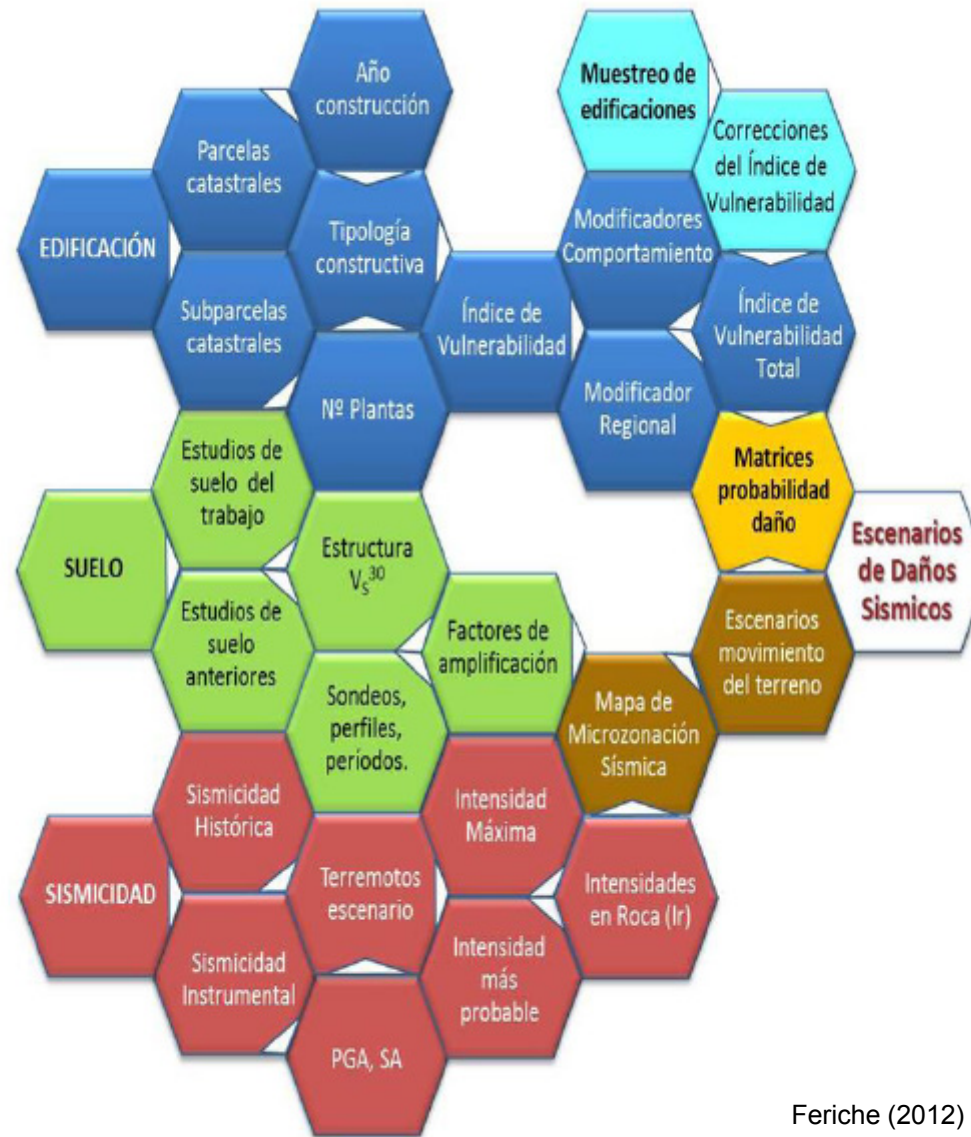 Año
construcción
Muestreo de
edificaciones
Parcelas
catastrales
Correcciones
del Índice de
Vulnerabilidad
EDIFICACIÓN
Tipología
constructiva
Modificadores
Comportamiento
Subparcelas
catastrales
Índice de
Vulnerabilidad
Índice de
Vulnerabilidad
Total
Nº Plantas
Modificador
Regional
Estudios de
suelo del
trabajo
Matrices
probabilidad
daño
SUELO
Estructura
VS30
Escenarios
de Daños
Sismicos
Estudios de
suelo
anteriores
Factores de
amplificación
Escenarios
movimiento
del terreno
Sondeos,
perfiles,
períodos.
Mapa de
Microzonación
Sísmica
Sismicidad
Histórica
Intensidad
Máxima
SISMICIDAD
Terremotos
escenario
Intensidades
en Roca (Ir)
Sismicidad
Instrumental
Intensidad
más
probable
PGA, SA
Feriche (2012)